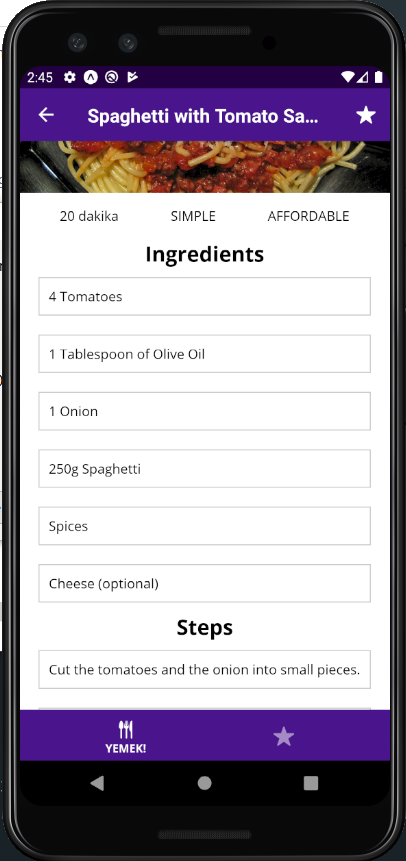 2:45
Spaghetti with Tomato Sa...
20 dakika SIMPLE AFFORDABLE
Ingredients
4 Tomatoes
1 Tablespoon of Olive Oil
1 Onion
250g Spaghetti
Spices
Cheese (optional)
Steps
Cut the tomatoes and the onion into small pieces.
YEMEK!